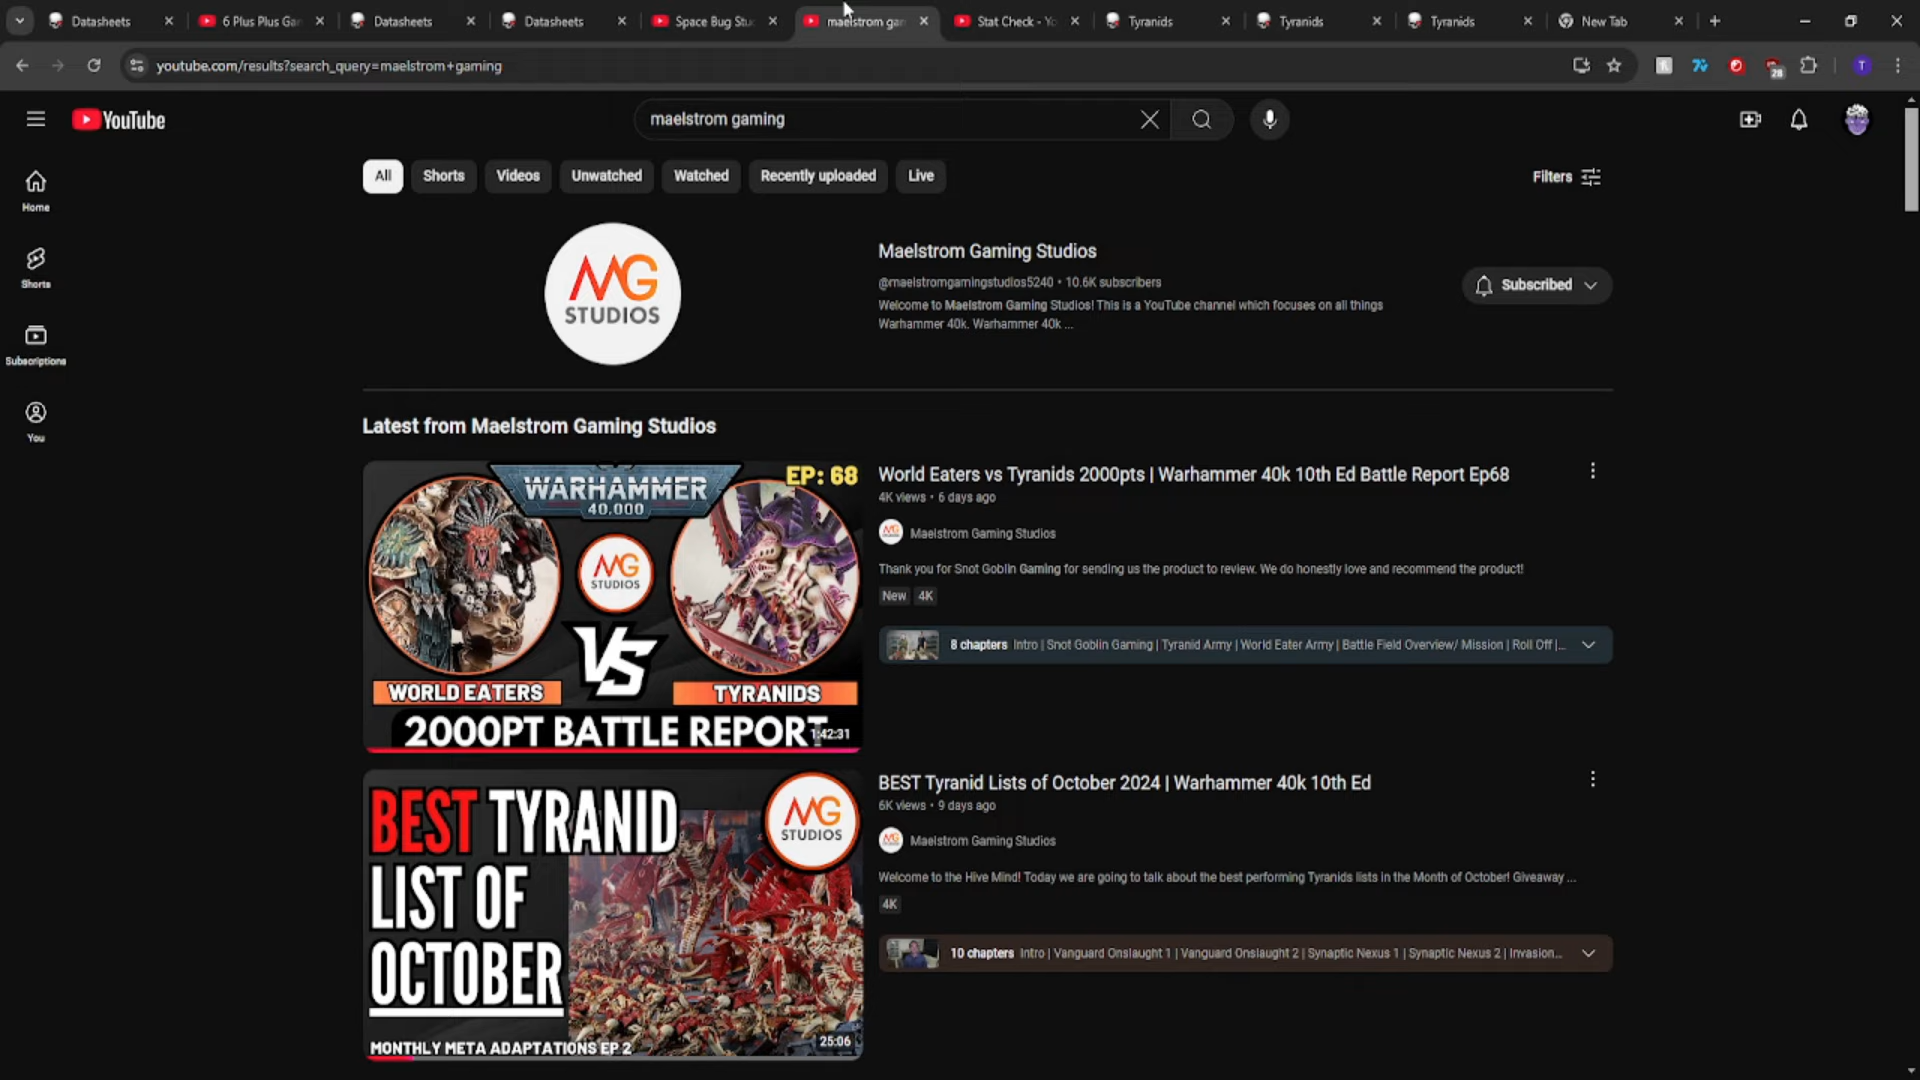 Datasheets
6 Plus Plus Ga
Datasheets
Datasheets
Space Bug Stu
maelstrom ga
Stat Check - Yo
Tyranids
Tyranids
Tyranids
New Tab
youtube.com/results?search_query=maelstrom+gaming
28
T
YouTube
maelstrom gaming
All
Shorts
Videos
Unwatched
Watched
Recently uploaded
Live
Filters
Home
Shorts
Subscriptions
You
MG
STUDIOS
Maelstrom Gaming Studios
@maelstromgamingstudios5240 • 10.6K subscribers
Welcome to Maelstrom Gaming Studios! This is a YouTube channel which focuses on all things
Warhammer 40k. Warhammer 40k ...
Subscribed
Latest from Maelstrom Gaming Studios
WARHAMMER
40,000
EP: 68
MG
STUDIOS
VS
WORLD EATERS
TYRANIDS
2000PT BATTLE REPORT
1:42:31
World Eaters vs Tyranids 2000pts | Warhammer 40k 10th Ed Battle Report Ep68
4K views • 6 days ago
MG
Maelstrom Gaming Studios
Thank you for Snot Goblin Gaming for sending us the product to review. We do honestly love and recommend the product!
New
4K
8 chapters Intro | Snot Goblin Gaming | Tyranid Army | World Eater Army | Battle Field Overview/ Mission | Roll Off |...
BEST TYRANID
LIST OF
OCTOBER
MONTHLY META ADAPTATIONS EP 2
MG
STUDIOS
25:06
BEST Tyranid Lists of October 2024 | Warhammer 40k 10th Ed
6K views • 9 days ago
MG
Maelstrom Gaming Studios
Welcome to the Hive Mind! Today we are going to talk about the best performing Tyranids lists in the Month of October! Giveaway ...
4K
10 chapters Intro | Vanguard Onslaught 1 | Vanguard Onslaught 2 | Synaptic Nexus 1 | Synaptic Nexus 2 | Invasion...